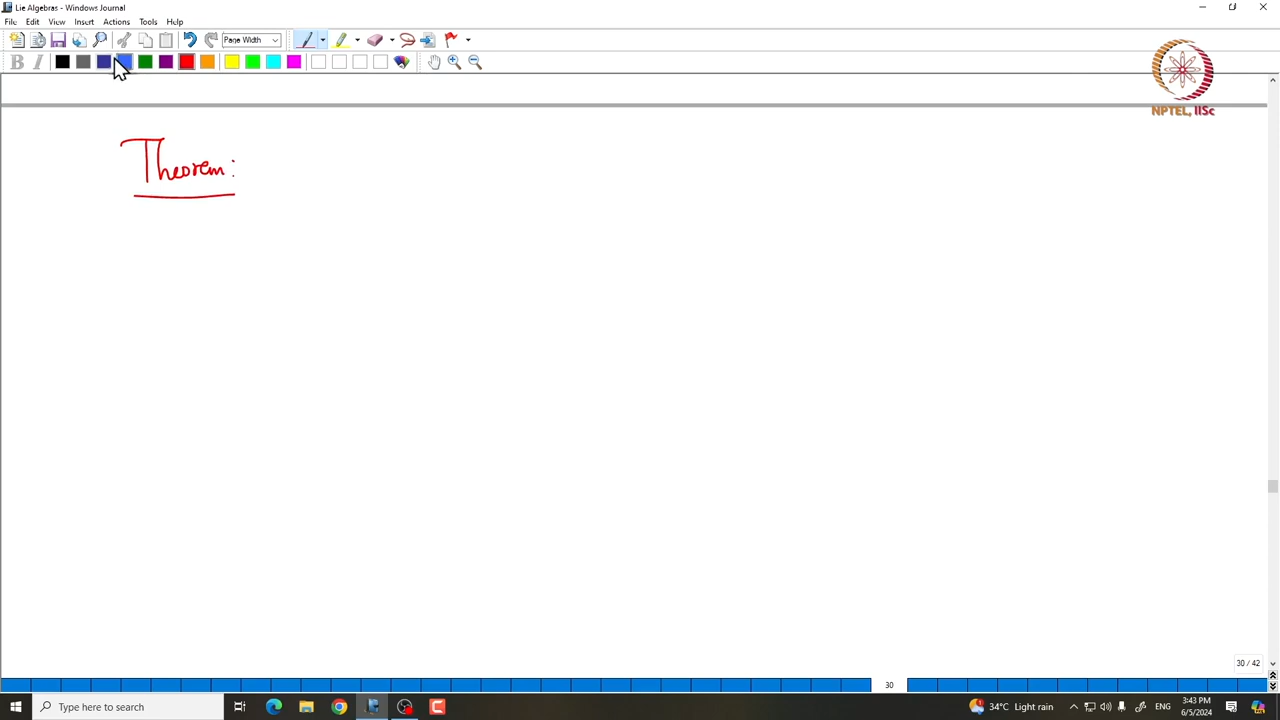 Lie Algebras - Windows Journal
File Edit View Insert Actions Tools Help
Page Width
B I
NPTEL, IISc
Theorem:
30 / 42
30
Type here to search
34°C Light rain
ENG
3:43 PM
6/5/2024